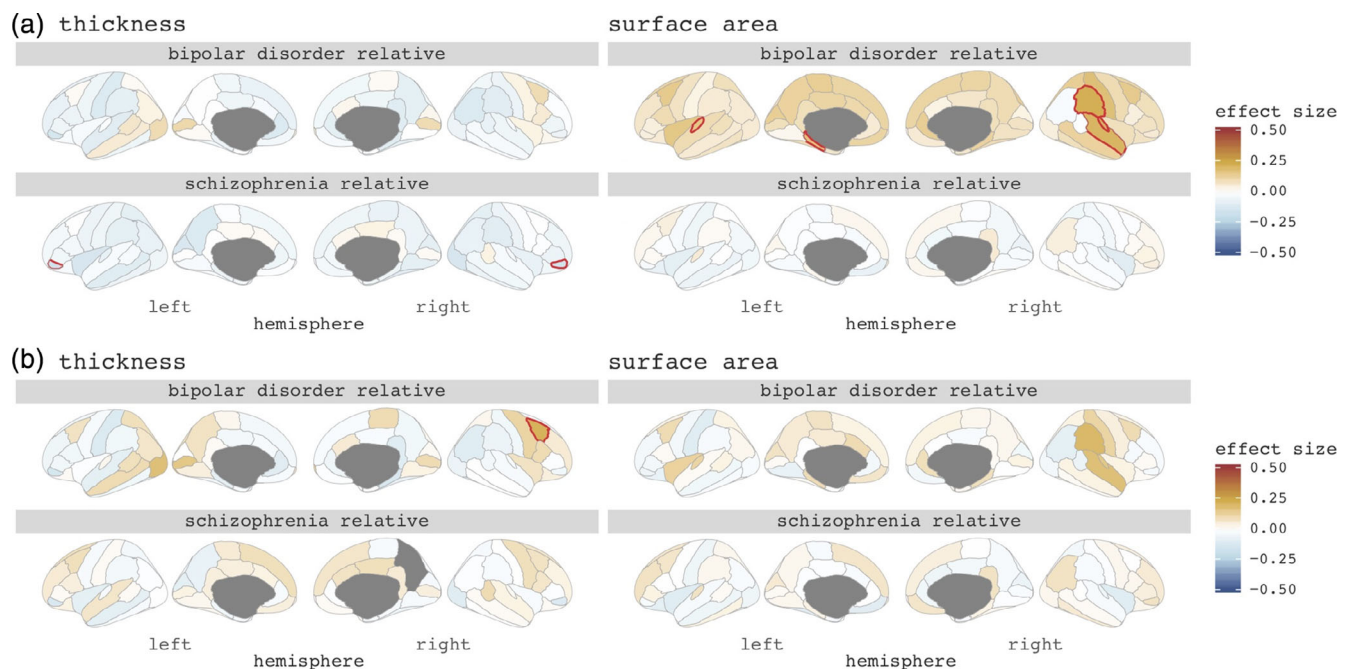 (a) thickness
surface area
bipolar disorder relative
bipolar disorder relative
schizophrenia relative
schizophrenia relative
left right
hemisphere
left right
hemisphere
effect size
0.50
0.25
0.00
-0.25
-0.50
(b) thickness
surface area
bipolar disorder relative
bipolar disorder relative
schizophrenia relative
schizophrenia relative
left right
hemisphere
left right
hemisphere
effect size
0.50
0.25
0.00
-0.25
-0.50